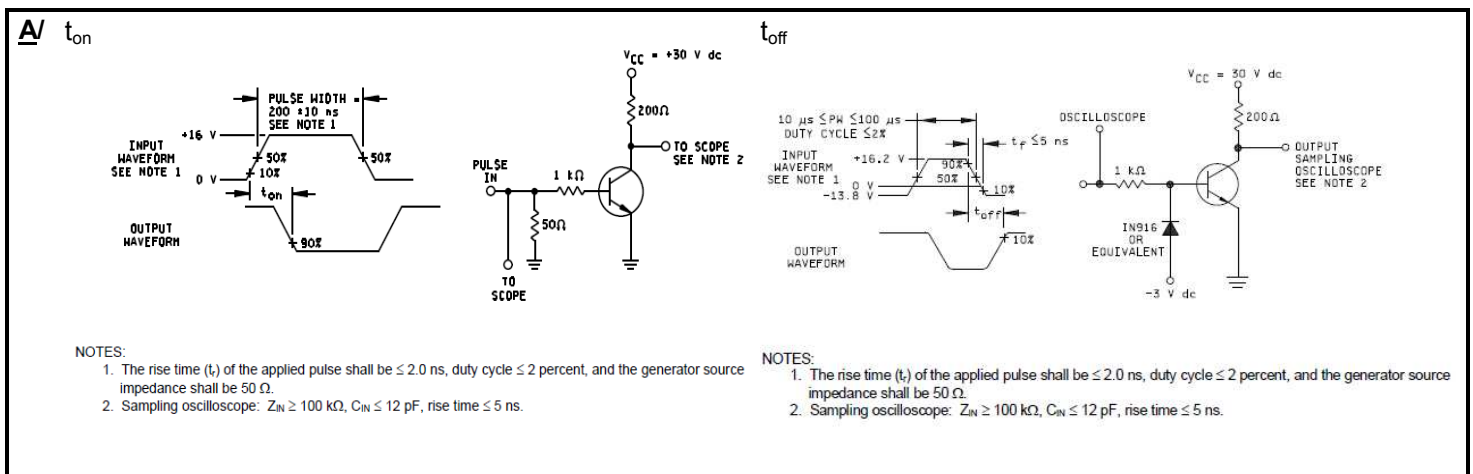 A/ ton
VCC = +30 V dc
PULSE WIDTH =
200 ±10 ns
SEE NOTE 1
200Ω
+16 V
INPUT
WAVEFORM
SEE NOTE 1
50%
50%
10%
0 V
ton
TO SCOPE
SEE NOTE 2
PULSE
IN
1 kΩ
50Ω
OUTPUT
WAVEFORM
90%
TO
SCOPE
NOTES:
1. The rise time (tr) of the applied pulse shall be ≤ 2.0 ns, duty cycle ≤ 2 percent, and the generator source
impedance shall be 50 Ω.
2. Sampling oscilloscope: ZIN ≥ 100 kΩ, CIN ≤ 12 pF, rise time ≤ 5 ns.
toff
VCC = 30 V dc
10 µs ≤PW ≤100 µs
DUTY CYCLE ≤2%
OSCILLOSCOPE
200Ω
tf ≤5 ns
INPUT
WAVEFORM
SEE NOTE 1
+16.2 V
90%
50%
0 V
10%
-13.8 V
toff
1 kΩ
OUTPUT
SAMPLING
OSCILLOSCOPE
SEE NOTE 2
10%
OUTPUT
WAVEFORM
IN916
OR
EQUIVALENT
-3 V dc
NOTES:
1. The rise time (tr) of the applied pulse shall be ≤ 2.0 ns, duty cycle ≤ 2 percent, and the generator source
impedance shall be 50 Ω.
2. Sampling oscilloscope: ZIN ≥ 100 kΩ, CIN ≤ 12 pF, rise time ≤ 5 ns.